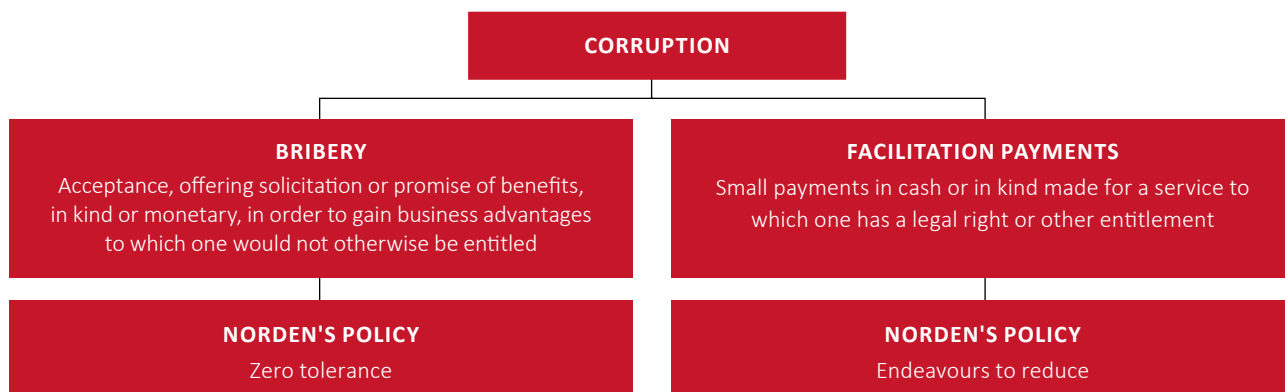 CORRUPTION
BRIBERY
Acceptance, offering solicitation or promise of benefits,
in kind or monetary, in order to gain business advantages
to which one would not otherwise be entitled
FACILITATION PAYMENTS
Small payments in cash or in kind made for a service to
which one has a legal right or other entitlement
NORDEN'S POLICY
Zero tolerance
NORDEN'S POLICY
Endeavours to reduce